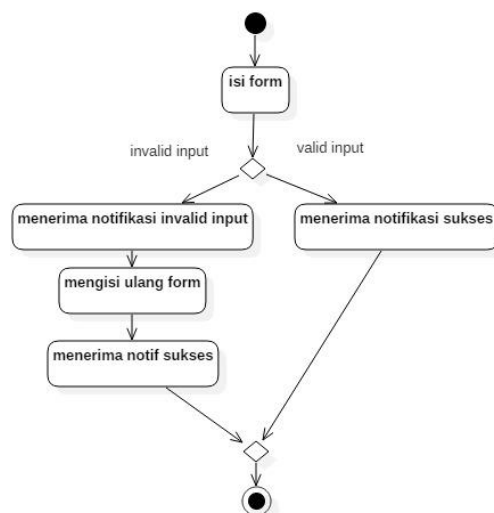 isi form
invalid input
valid input
menerima notifikasi invalid input
menerima notifikasi sukses
mengisi ulang form
menerima notif sukses